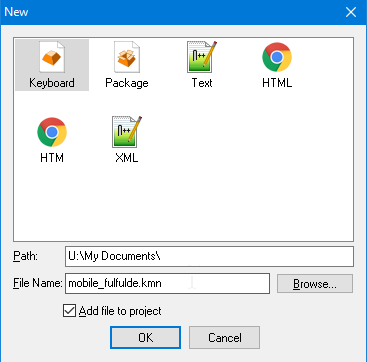 New
Keyboard Package Text HTML
HTM XML
Path: U:\My Documents\
File Name: mobile_fulfulde.kmn Browse...
Add file to project
OK Cancel